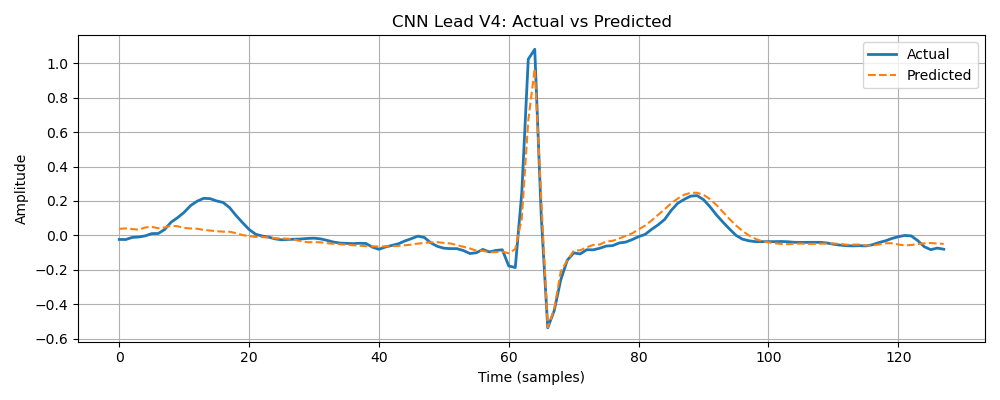 CNN Lead V4: Actual vs Predicted
Actual
Predicted
Amplitude
1.0
0.8
0.6
0.4
0.2
0.0
−0.2
−0.4
−0.6
0 20 40 60 80 100 120
Time (samples)